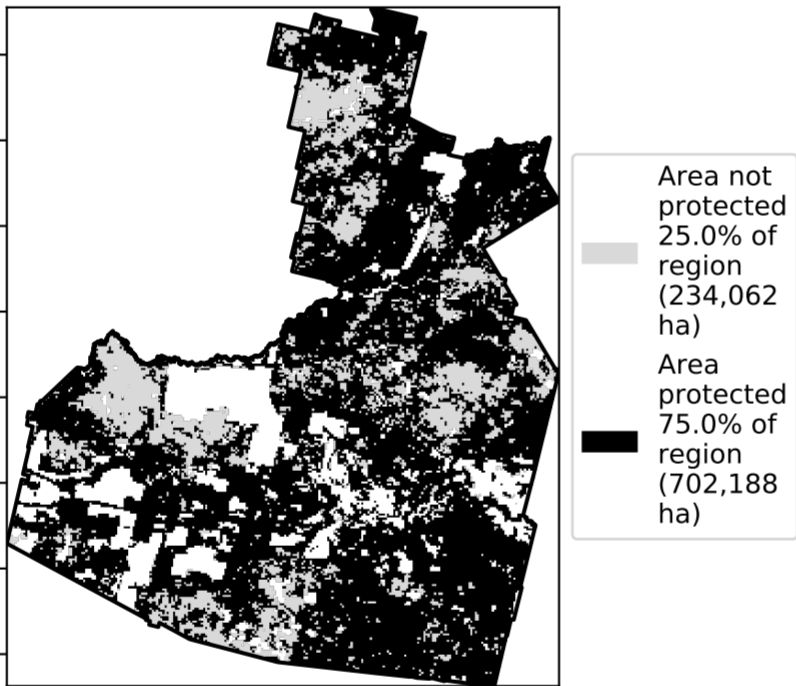 Area not
protected
25.0% of
region
(234,062
ha)
Area
protected
75.0% of
region
(702,188
ha)